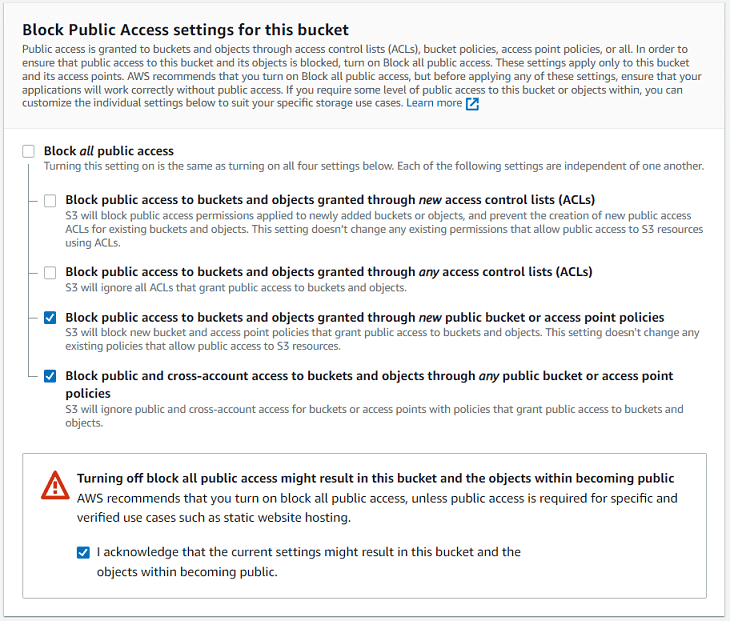 Block Public Access settings for this bucket
Public access is granted to buckets and objects through access control lists (ACLs), bucket policies, access point policies, or all. In order to
ensure that public access to this bucket and its objects is blocked, turn on Block all public access. These settings apply only to this bucket
and its access points. AWS recommends that you turn on Block all public access, but before applying any of these settings, ensure that your
applications will work correctly without public access. If you require some level of public access to this bucket or objects within, you can
customize the individual settings below to suit your specific storage use cases. Learn more
Block all public access
Turning this setting on is the same as turning on all four settings below. Each of the following settings are independent of one another.
Block public access to buckets and objects granted through new access control lists (ACLs)
S3 will block public access permissions applied to newly added buckets or objects, and prevent the creation of new public access
ACLs for existing buckets and objects. This setting doesn't change any existing permissions that allow public access to S3 resources
using ACLs.
Block public access to buckets and objects granted through any access control lists (ACLs)
S3 will ignore all ACLs that grant public access to buckets and objects.
Block public access to buckets and objects granted through new public bucket or access point policies
S3 will block new bucket and access point policies that grant public access to buckets and objects. This setting doesn't change any
existing policies that allow public access to S3 resources.
Block public and cross-account access to buckets and objects through any public bucket or access point
policies
S3 will ignore public and cross-account access for buckets or access points with policies that grant public access to buckets and
objects.
Turning off block all public access might result in this bucket and the objects within becoming public
AWS recommends that you turn on block all public access, unless public access is required for specific and
verified use cases such as static website hosting.
I acknowledge that the current settings might result in this bucket and the
objects within becoming public.